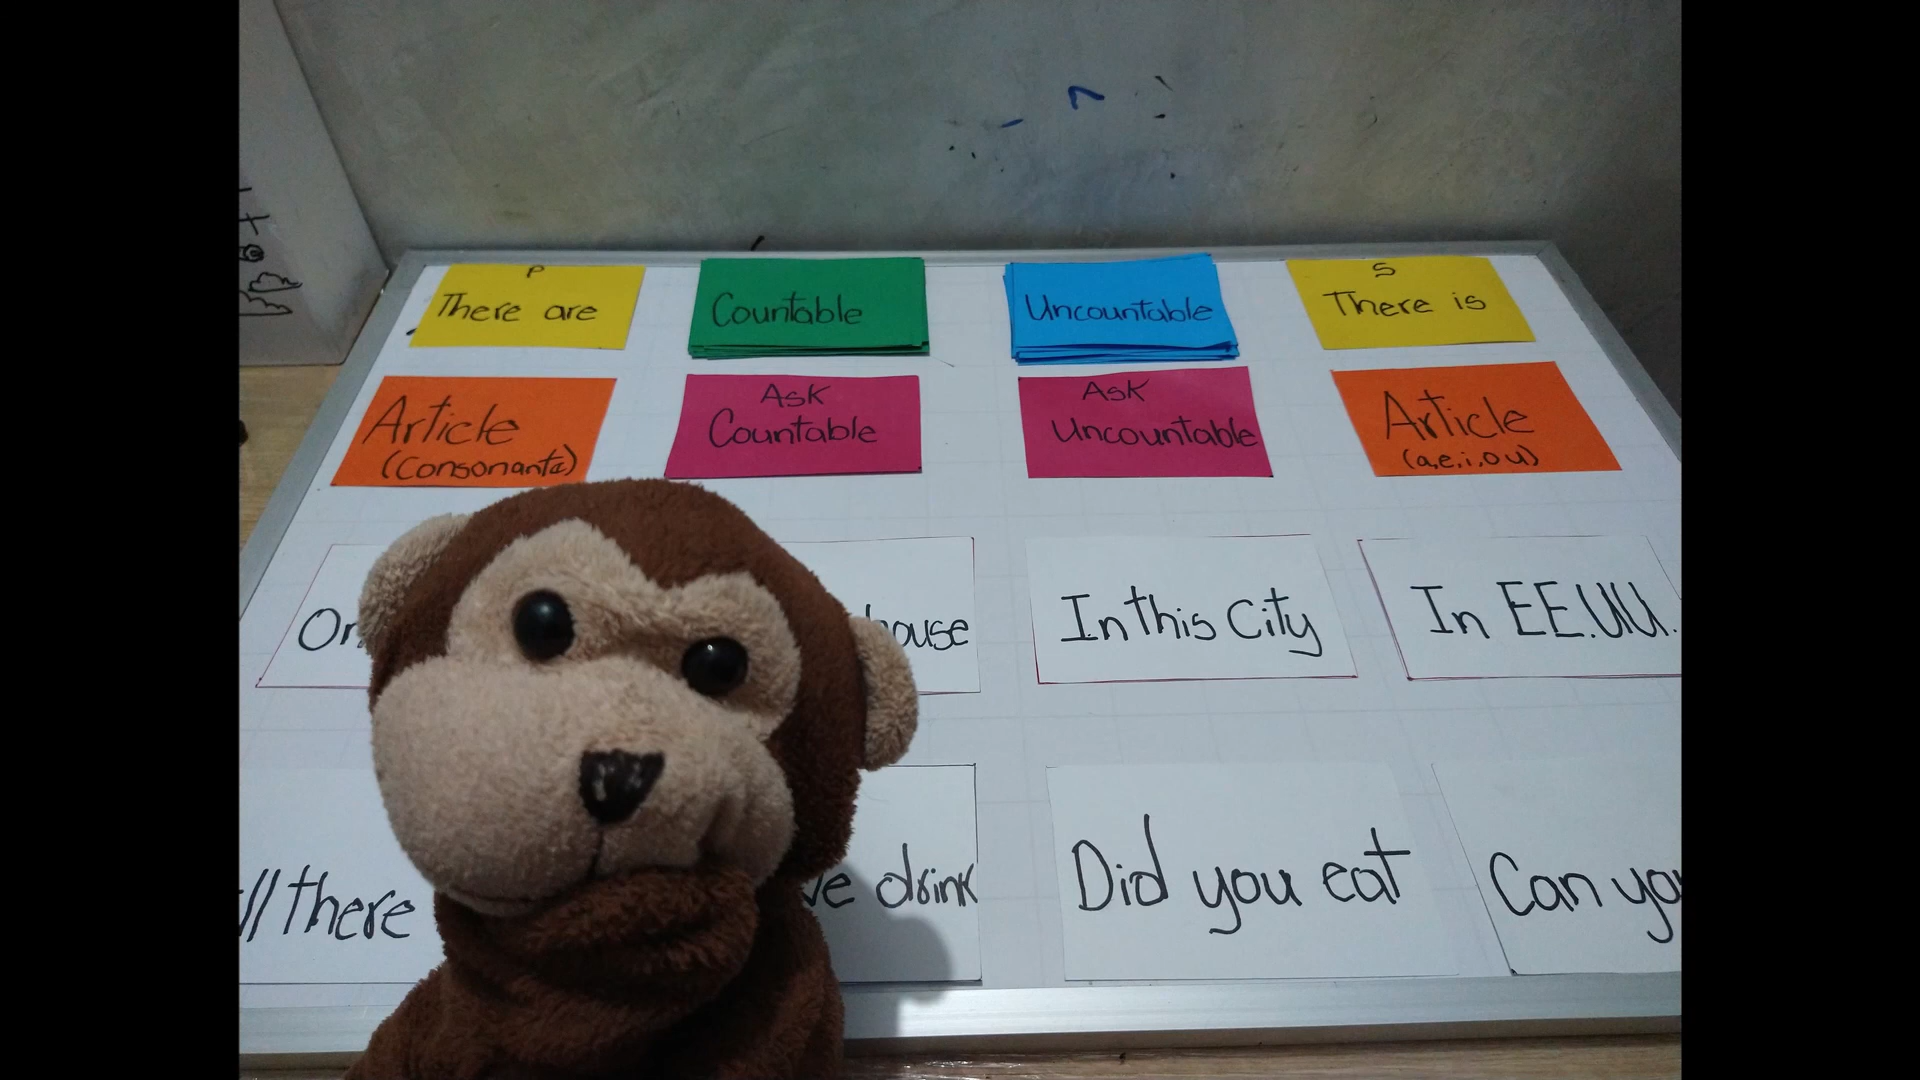 P
There are
Countable
Uncountable
S
There is
Article
(Consonante)
Ask
Countable
Ask
Uncountable
Article
(a,e,i,o u)
house
In this City
In EE.UU.
there
drink
Did you eat
Can